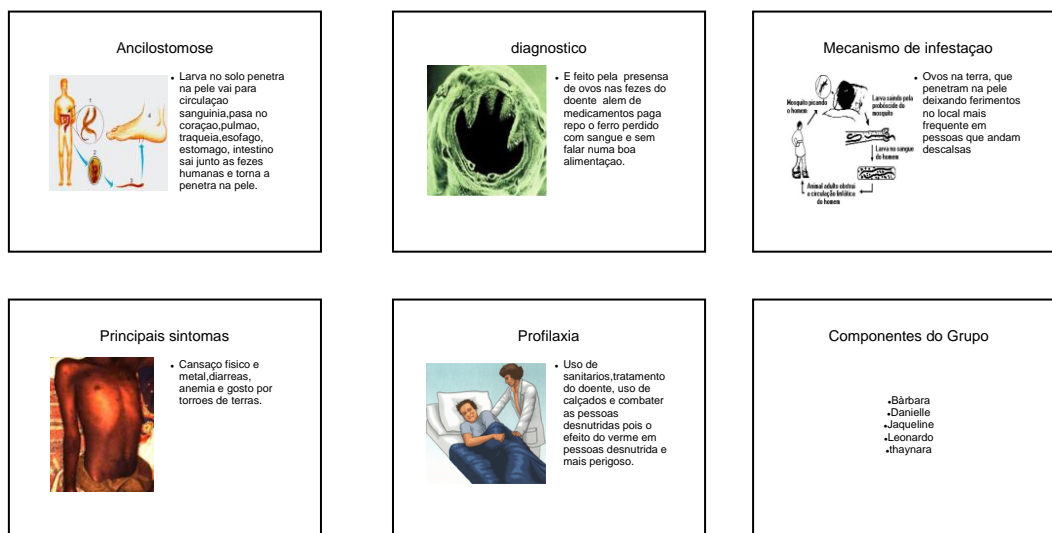 Ancilostomose
• Larva no solo penetra
na pele vai para
circulaçao
sanguinia,pasa no
coraçao,pulmao,
traqueia,esofago,
estomago, intestino
sai junto as fezes
humanas e torna a
penetra na pele.
1
2
3
4
diagnostico
• E feito pela presensa
de ovos nas fezes do
doente alem de
medicamentos paga
repo o ferro perdido
com sangue e sem
falar numa boa
alimentaçao.
Mecanismo de infestaçao
• Ovos na terra, que
penetram na pele
deixando ferimentos
no local mais
frequente em
pessoas que andam
descalsas
Mosquito picando
o homem
Larva saindo pela
probóscide do
mosquito
Larva no sangue
do homem
Animal adulto obstrui
a circulação linfática
do homem
Principais sintomas
• Cansaço fisico e
metal,diarreas,
anemia e gosto por
torroes de terras.
Profilaxia
• Uso de
sanitarios,tratamento
do doente, uso de
calçados e combater
as pessoas
desnutridas pois o
efeito do verme em
pessoas desnutrida e
mais perigoso.
Componentes do Grupo
•Bàrbara
•Danielle
•Jaqueline
•Leonardo
•thaynara